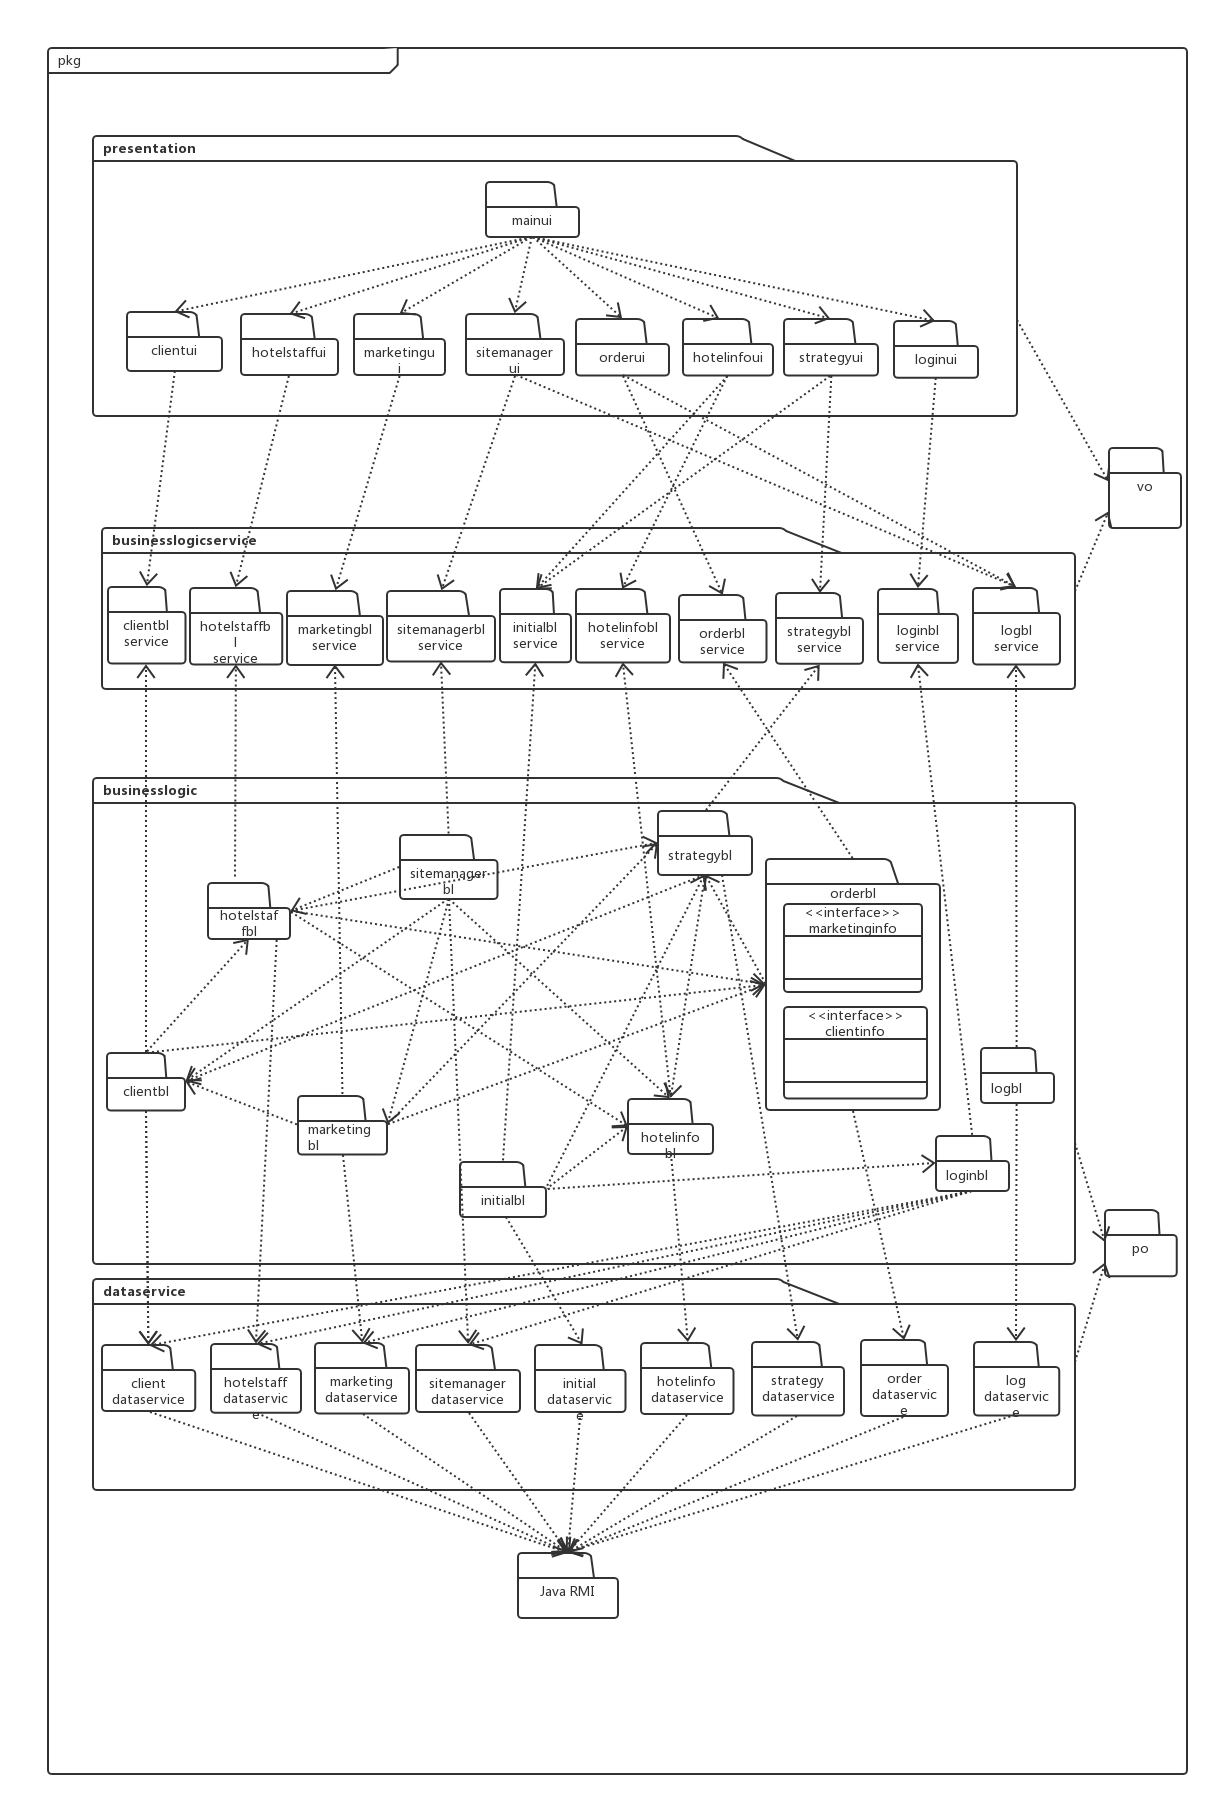 pkg
presentation
mainui
clientui
hotelstaffui
marketingu
i
sitemanager
ui
orderui
hotelinfoui
strategyui
loginui
vo
businesslogicservice
clientbl
service
hotelstaffb
l
service
marketingbl
service
sitemanagerbl
service
initialbl
service
hotelinfobl
service
orderbl
service
strategybl
service
loginbl
service
logbl
service
businesslogic
strategybl
sitemanager
bl
orderbl
<<interface>>
marketinginfo
hotelstaf
fbl
<<interface>>
clientinfo
clientbl
logbl
marketing
bl
hotelinfo
bl
loginbl
initialbl
po
dataservice
client
dataservice
hotelstaff
dataservic
e
marketing
dataservice
sitemanager
dataservice
initial
dataservic
e
hotelinfo
dataservice
strategy
dataservice
order
dataservic
e
log
dataservic
e
Java RMI